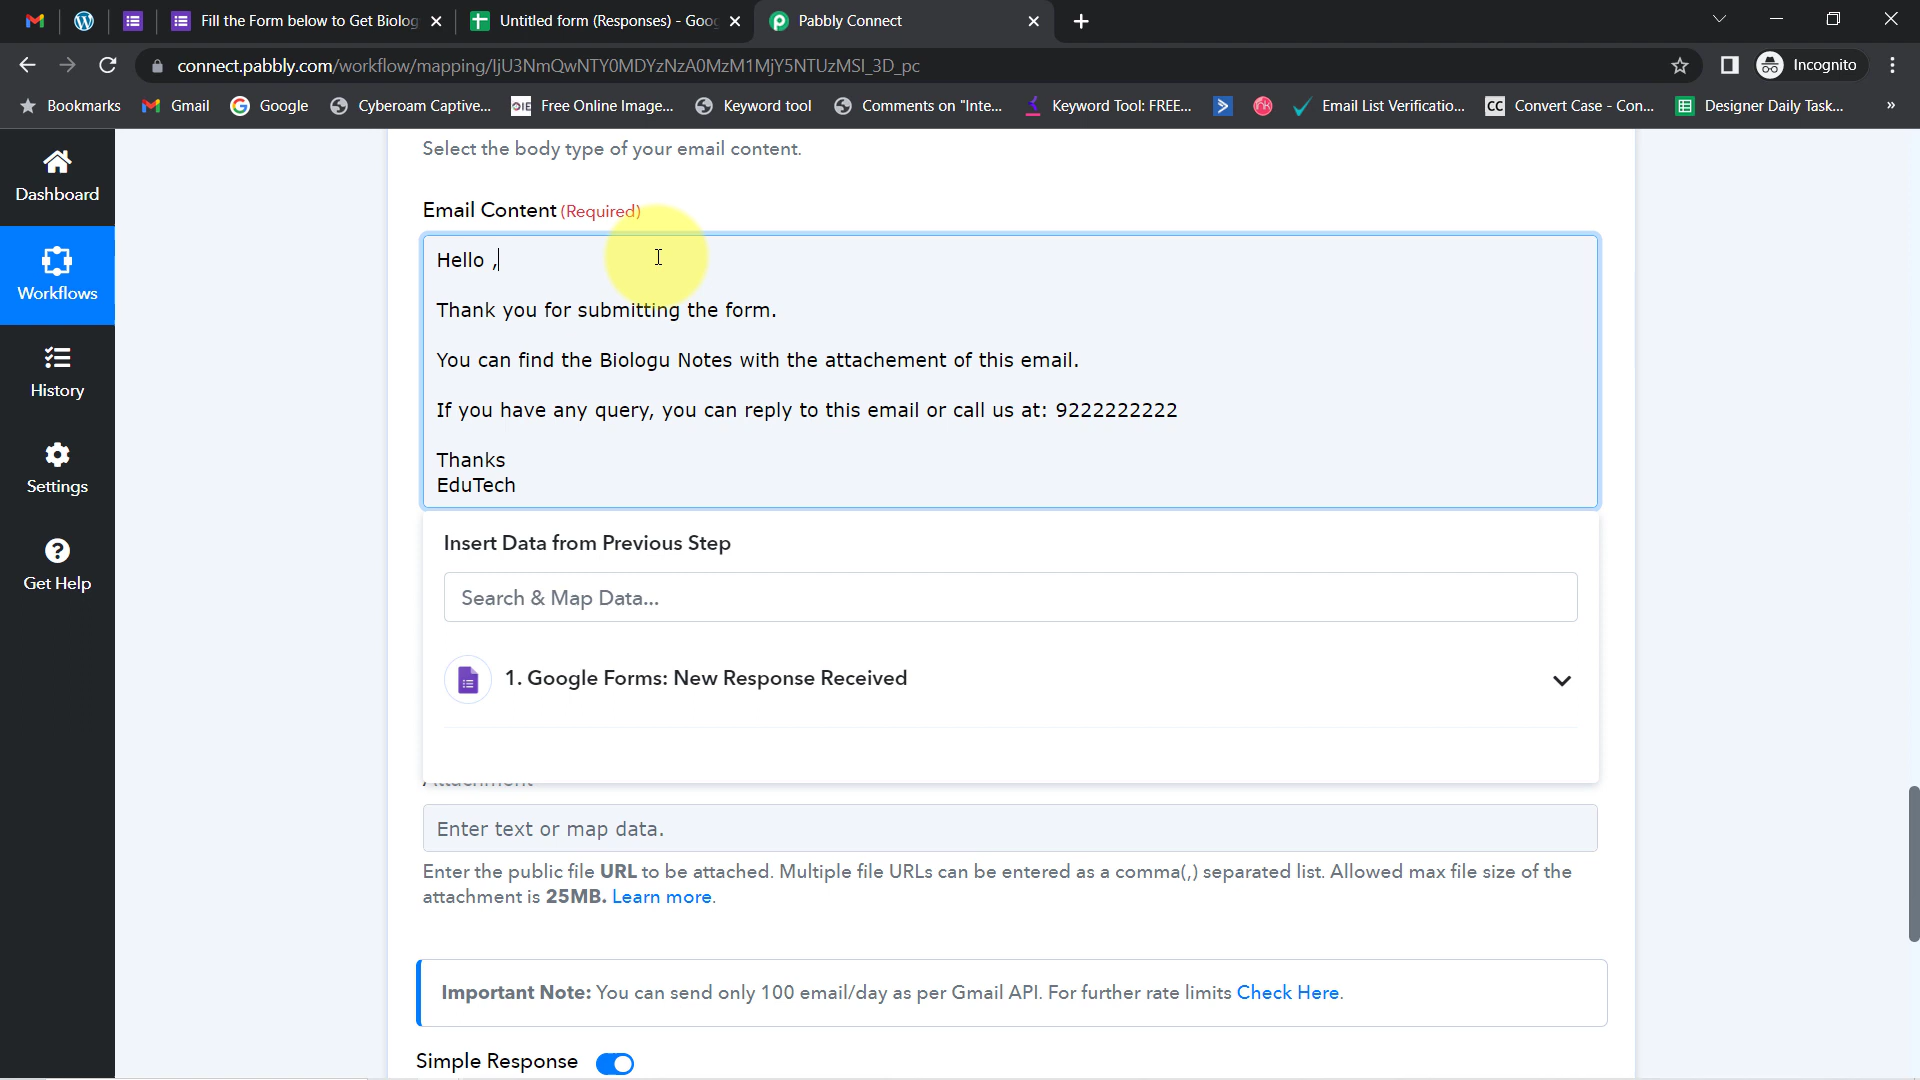 Fill the Form below to Get Biolog
Untitled form (Responses) - Goog
Pabbly Connect
connect.pabbly.com/workflow/mapping/IjU3NmQwNTY0MDYzNzA0MzM1MjY5NTUzMSI_3D_pc
Incognito
Bookmarks
Gmail
Google
Cyberoam Captive...
OIE Free Online Image...
Keyword tool
Comments on "Inte...
Keyword Tool: FREE...
Email List Verificatio...
CC Convert Case - Con...
Designer Daily Task...
»
Dashboard
Workflows
History
Settings
Get Help
Select the body type of your email content.
Email Content (Required)
Hello ,
Thank you for submitting the form.
You can find the Biologu Notes with the attachement of this email.
If you have any query, you can reply to this email or call us at: 9222222222
Thanks
EduTech
Insert Data from Previous Step
Search & Map Data...
1. Google Forms: New Response Received
Attachment
Enter text or map data.
Enter the public file URL to be attached. Multiple file URLs can be entered as a comma(,) separated list. Allowed max file size of the
attachment is 25MB. Learn more.
Important Note: You can send only 100 email/day as per Gmail API. For further rate limits Check Here.
Simple Response